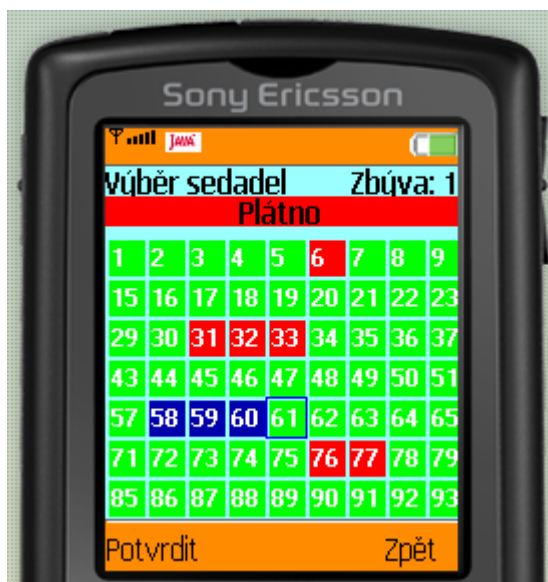 Sony Ericsson
JAVA
Výběr sedadel Zbýva: 1
Plátno
1 2 3 4 5 6 7 8 9
15 16 17 18 19 20 21 22 23
29 30 31 32 33 34 35 36 37
43 44 45 46 47 48 49 50 51
57 58 59 60 61 62 63 64 65
71 72 73 74 75 76 77 78 79
85 86 87 88 89 90 91 92 93
Potvrdit Zpět